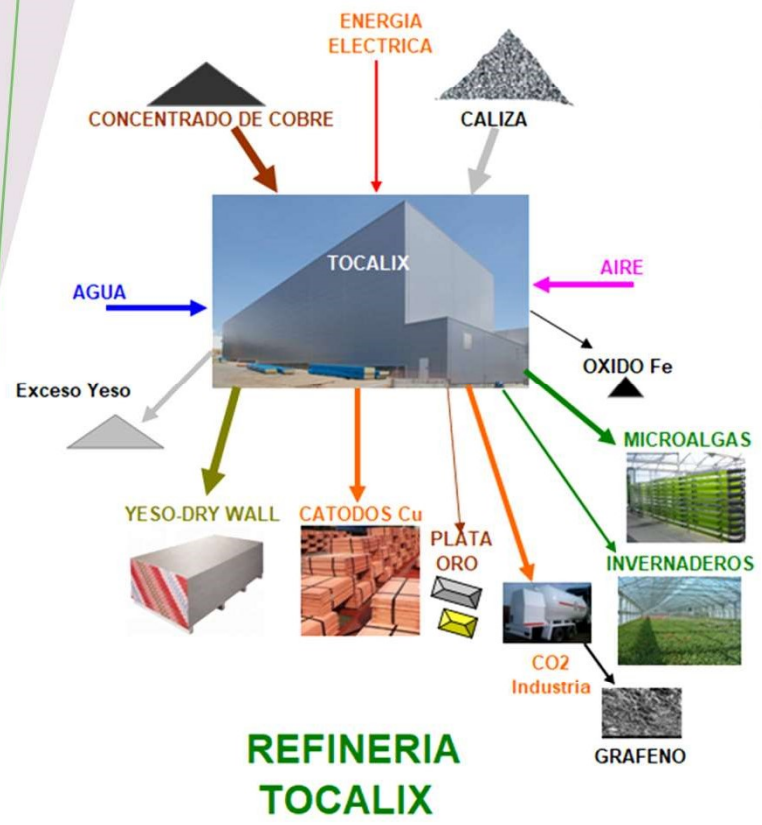 ENERGIA
ELECTRICA
CONCENTRADO DE COBRE
CALIZA
TOCALIX
AIRE
AGUA
OXIDO Fe
Exceso Yeso
MICROALGAS
YESO-DRY WALL
CATODOS Cu
PLATA
ORO
INVERNADEROS
CO2
Industria
GRAFENO
REFINERIA
TOCALIX